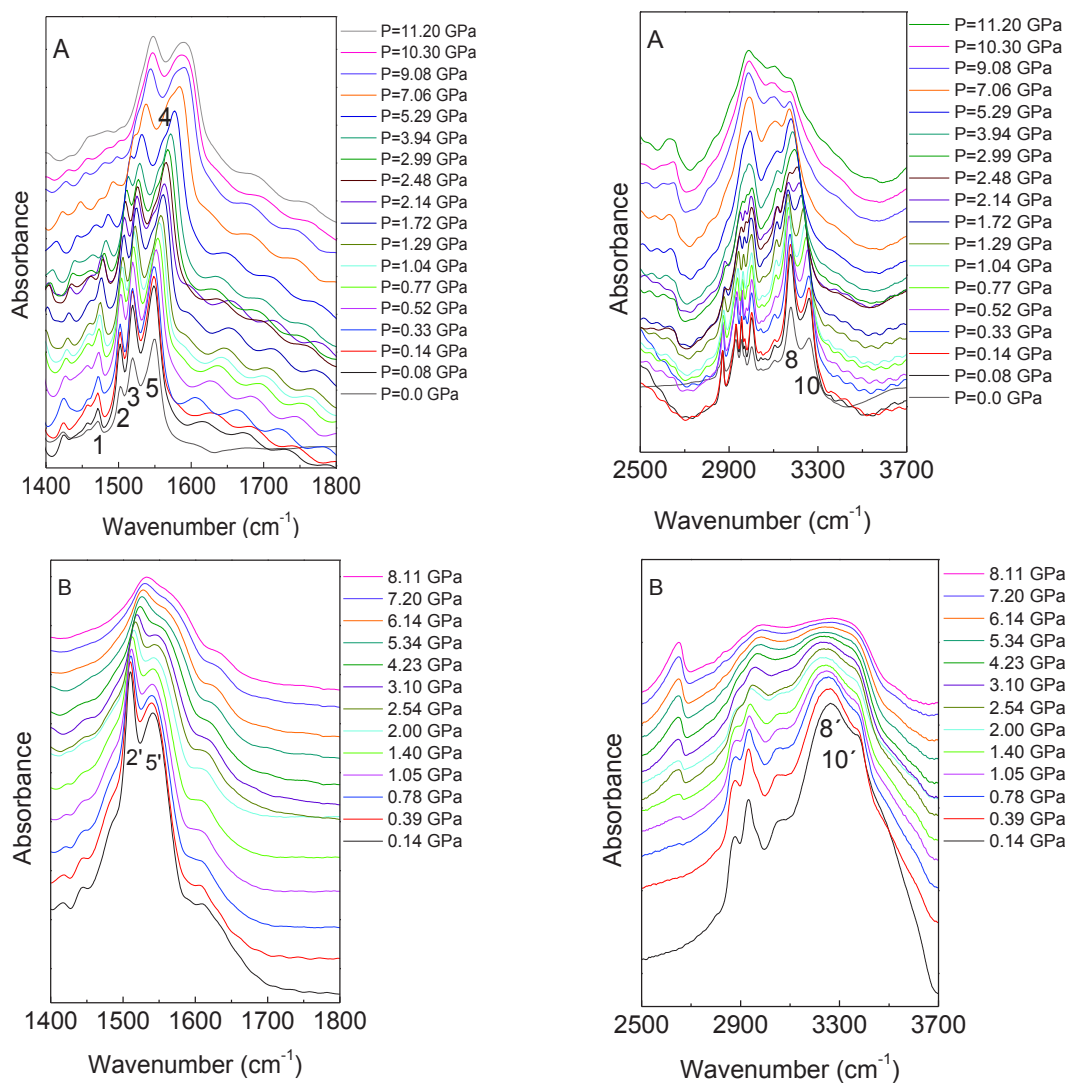 A
Absorbance
4
3
5
2
1
1400 1500 1600 1700 1800
Wavenumber (cm-1)
P=11.20 GPa
P=10.30 GPa
P=9.08 GPa
P=7.06 GPa
P=5.29 GPa
P=3.94 GPa
P=2.99 GPa
P=2.48 GPa
P=2.14 GPa
P=1.72 GPa
P=1.29 GPa
P=1.04 GPa
P=0.77 GPa
P=0.52 GPa
P=0.33 GPa
P=0.14 GPa
P=0.08 GPa
P=0.0 GPa
A
Absorbance
8
10
2500 2900 3300 3700
Wavenumber (cm-1)
P=11.20 GPa
P=10.30 GPa
P=9.08 GPa
P=7.06 GPa
P=5.29 GPa
P=3.94 GPa
P=2.99 GPa
P=2.48 GPa
P=2.14 GPa
P=1.72 GPa
P=1.29 GPa
P=1.04 GPa
P=0.77 GPa
P=0.52 GPa
P=0.33 GPa
P=0.14 GPa
P=0.08 GPa
P=0.0 GPa
B
Absorbance
2' 5'
1400 1500 1600 1700 1800
Wavenumber (cm-1)
8.11 GPa
7.20 GPa
6.14 GPa
5.34 GPa
4.23 GPa
3.10 GPa
2.54 GPa
2.00 GPa
1.40 GPa
1.05 GPa
0.78 GPa
0.39 GPa
0.14 GPa
B
Absorbance
8´
10´
2500 2900 3300 3700
Wavenumber (cm-1)
8.11 GPa
7.20 GPa
6.14 GPa
5.34 GPa
4.23 GPa
3.10 GPa
2.54 GPa
2.00 GPa
1.40 GPa
1.05 GPa
0.78 GPa
0.39 GPa
0.14 GPa